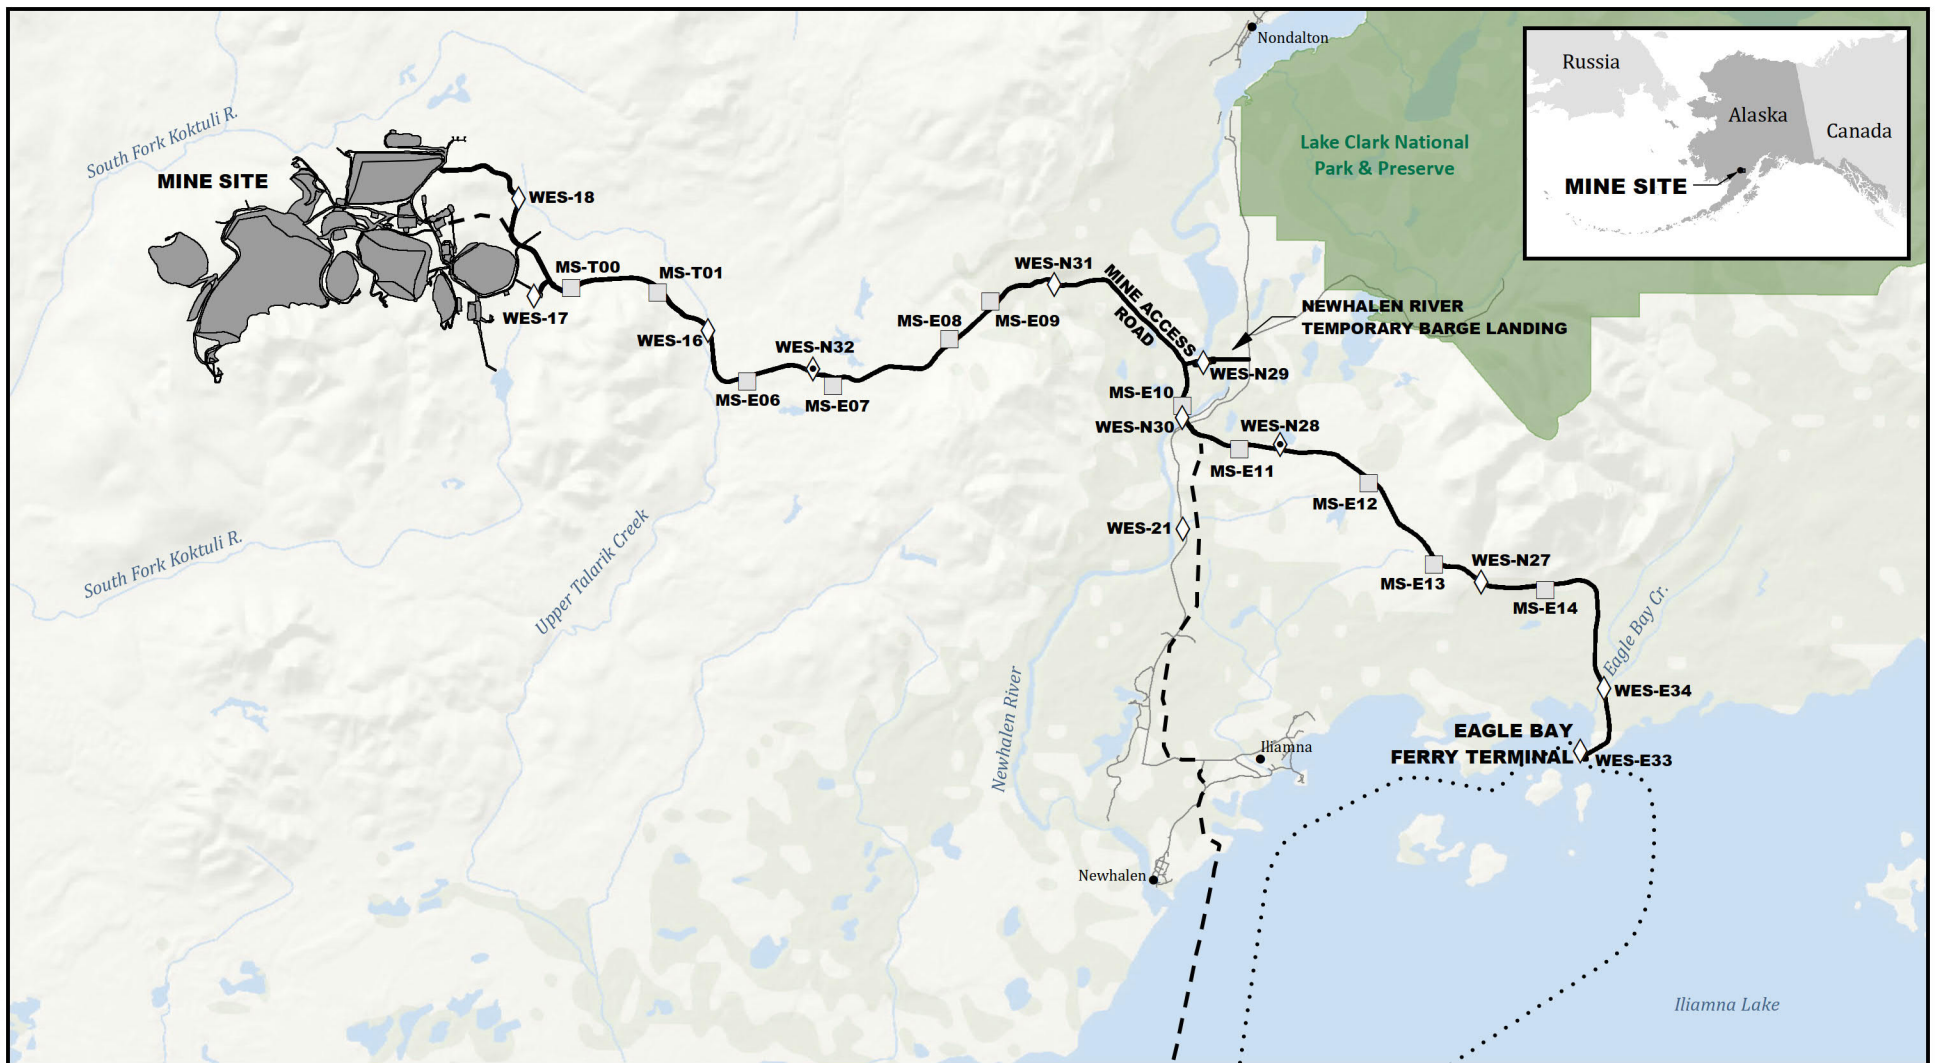 Nondalton
Russia
Alaska
Canada
MINE SITE
South Fork Koktuli R.
MINE SITE
Lake Clark National
Park & Preserve
WES-18
MS-T00
MS-T01
WES-17
WES-16
WES-N31
MS-E08
MS-E09
MINE ACCESS
ROAD
NEWHALEN RIVER
TEMPORARY BARGE LANDING
WES-N32
MS-E06
MS-E07
WES-N29
MS-E10
WES-N30
WES-N28
MS-E11
MS-E12
WES-21
South Fork Koktuli R.
Upper Talarik Creek
MS-E13
WES-N27
MS-E14
Eagle Bay Cr.
Newhalen River
WES-E34
EAGLE BAY
FERRY TERMINAL
WES-E33
Iliamna
Newhalen
Iliamna Lake